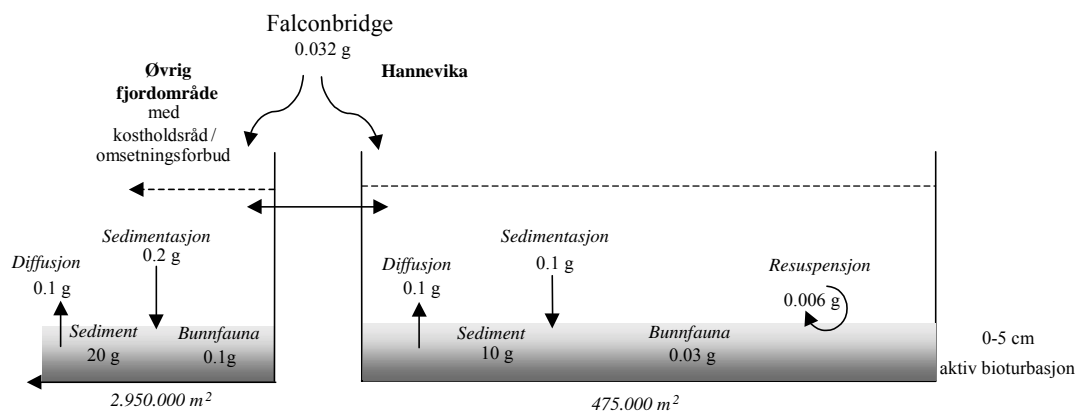 Falconbridge
0.032 g
Øvrig
fjordområde
med
kostholdsråd /
omsetningsforbud
Hannevika
Sedimentasjon
0.2 g
Diffusjon
0.1 g
Sediment
20 g
Bunnfauna
0.1g
2.950.000 m²
Sedimentasjon
0.1 g
Diffusjon
0.1 g
Resuspensjon
0.006 g
Sediment
10 g
Bunnfauna
0.03 g
475.000 m²
0-5 cm
aktiv bioturbasjon